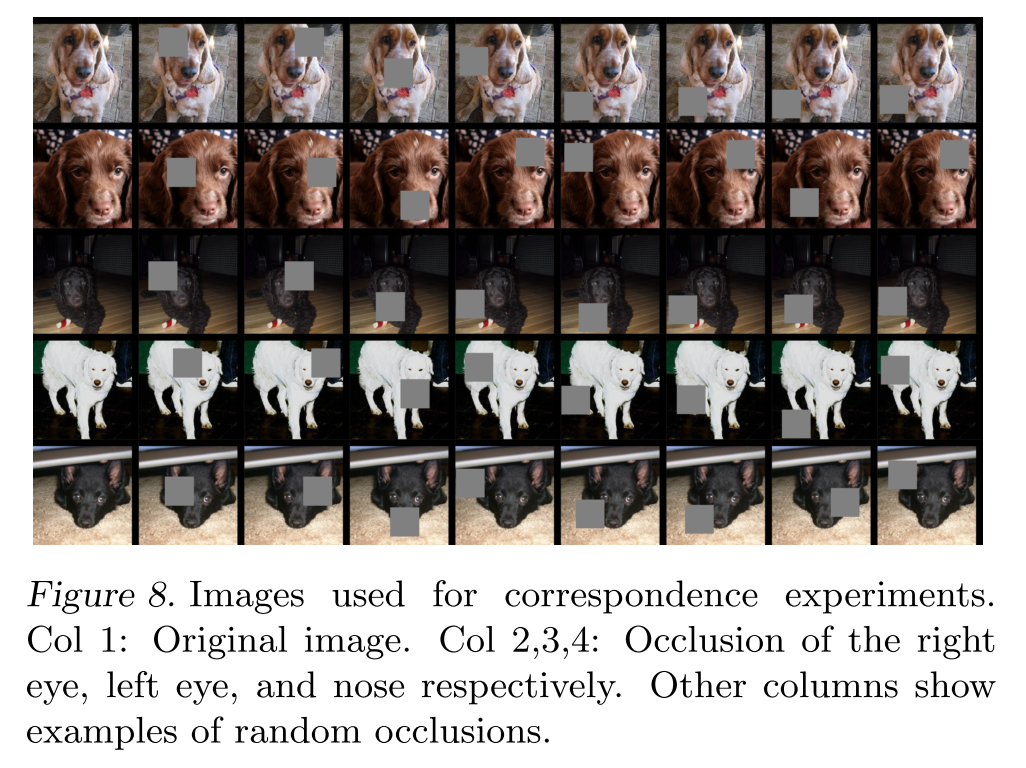 Figure 8. Images used for correspondence experiments.
Col 1: Original image. Col 2,3,4: Occlusion of the right
eye, left eye, and nose respectively. Other columns show
examples of random occlusions.